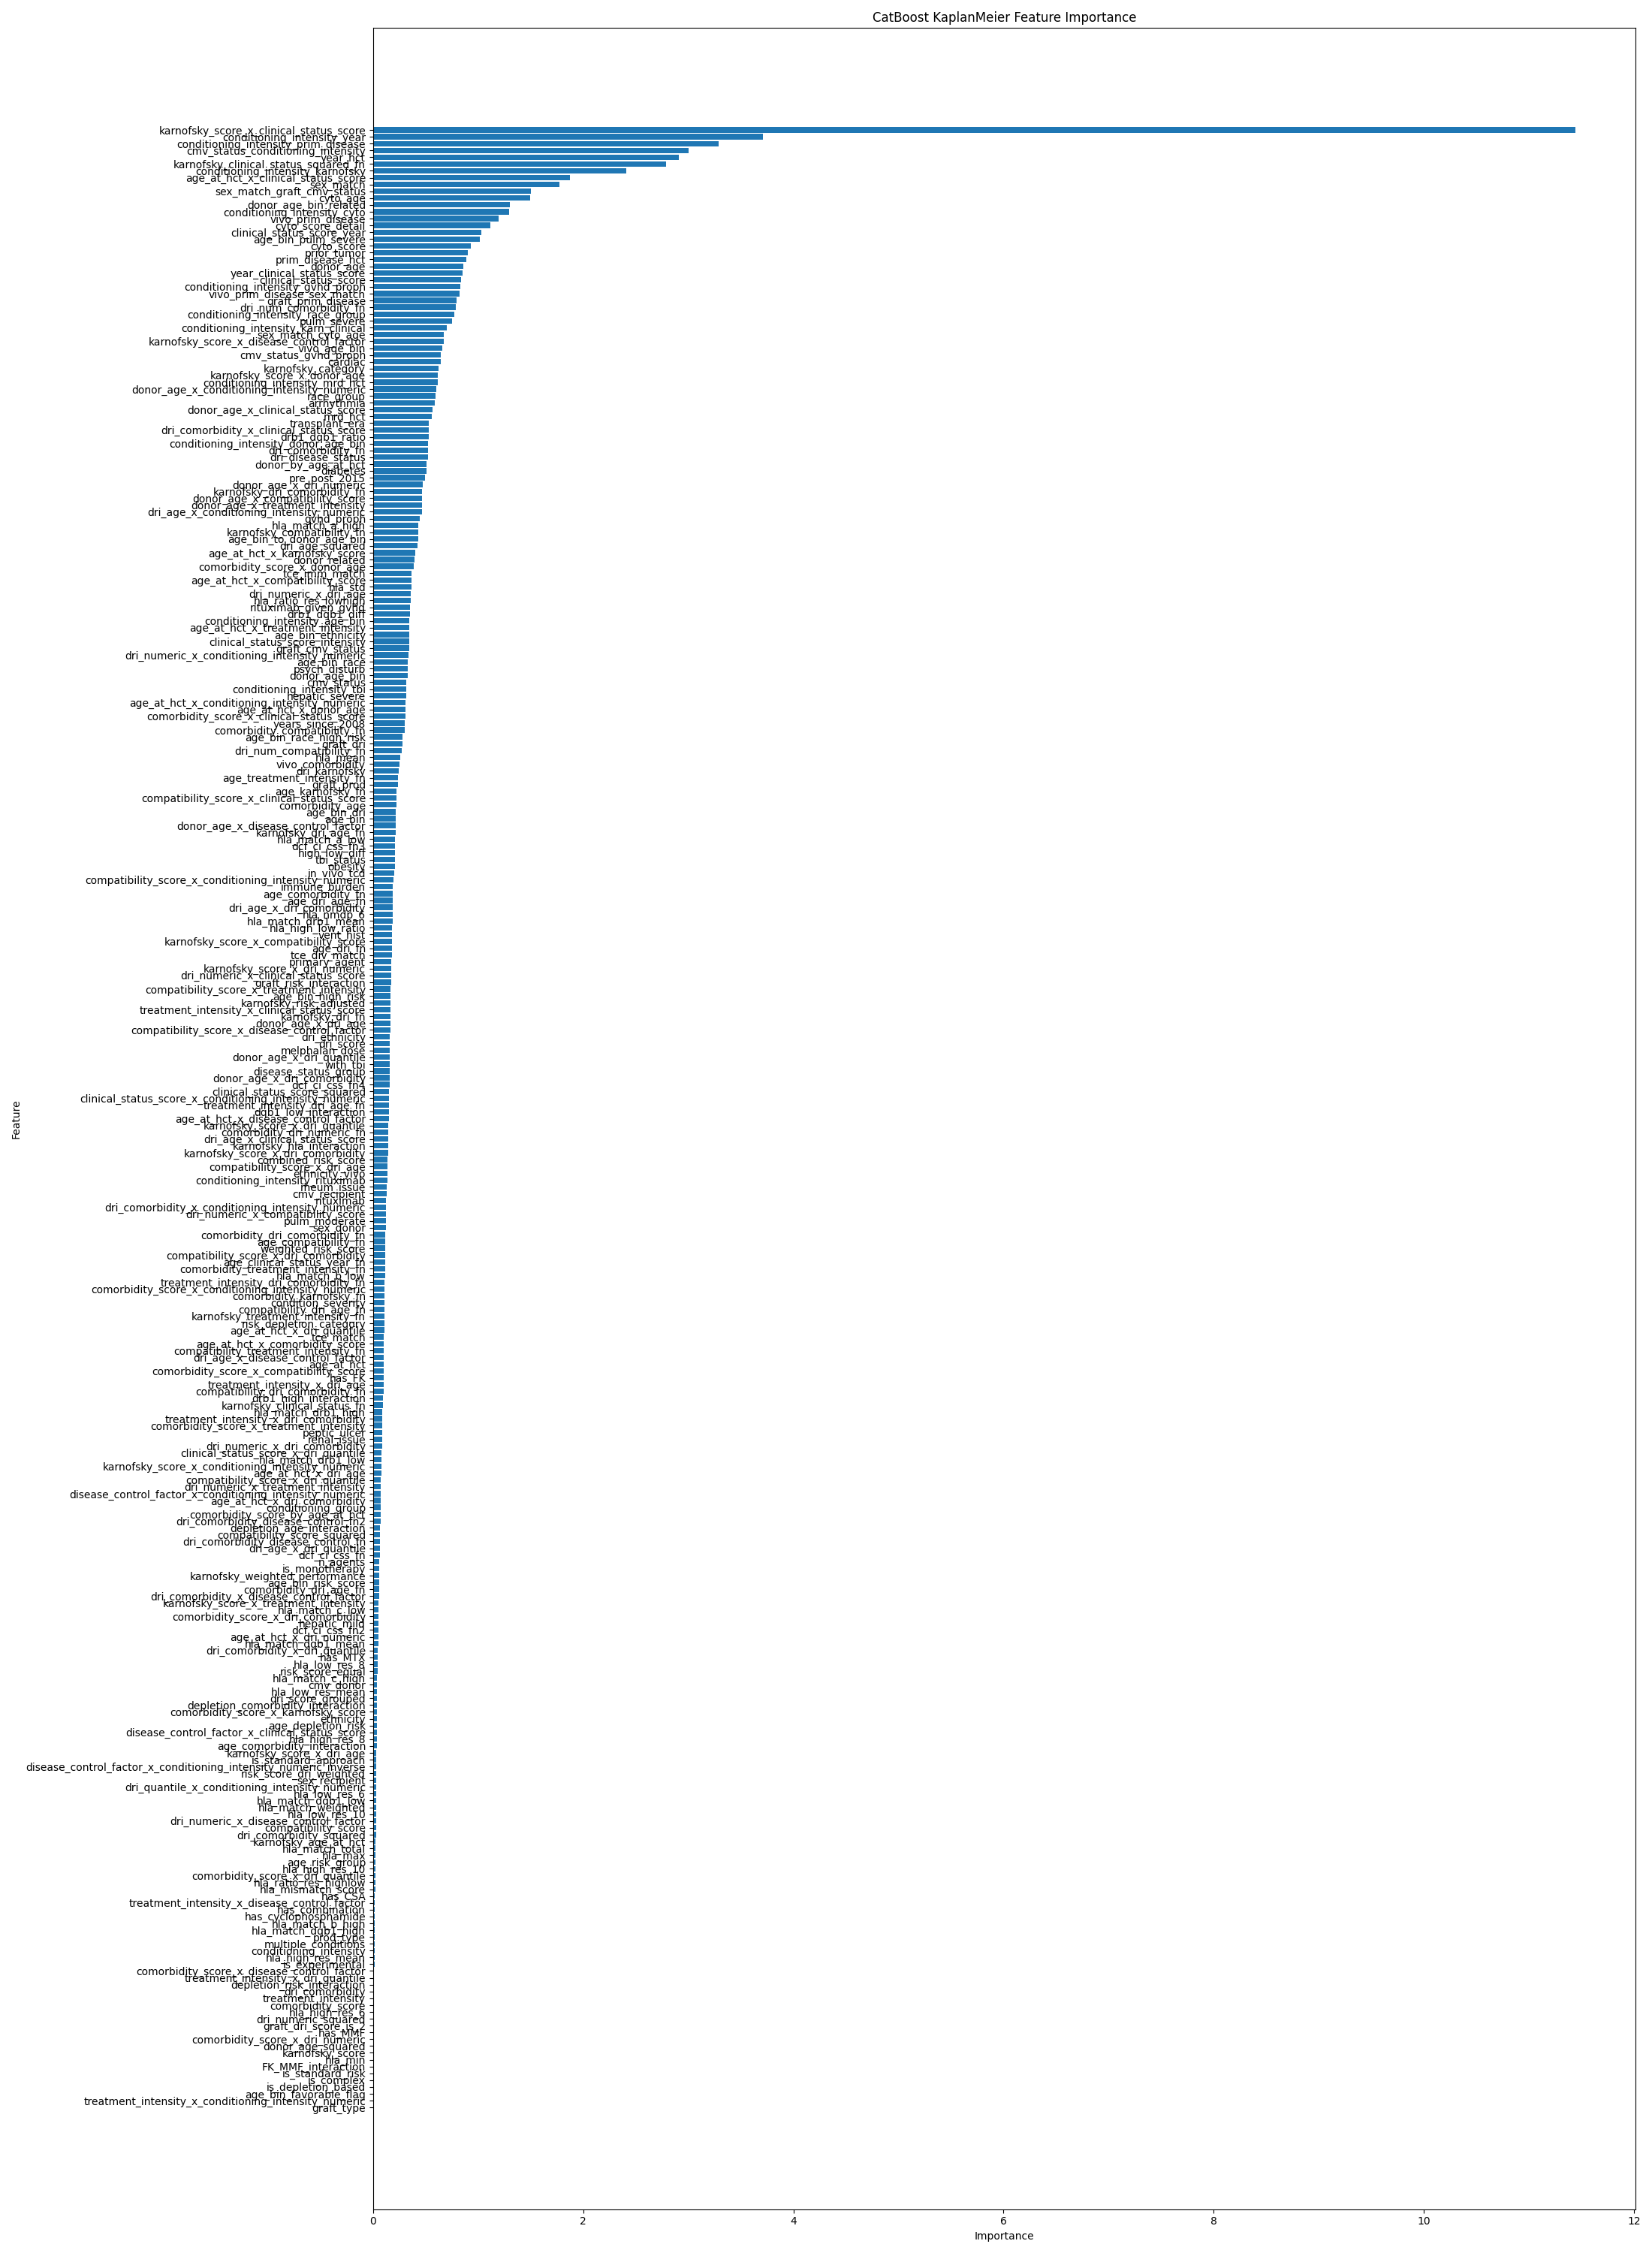 CatBoost KaplanMeier Feature Importance
karnofsky_score_x_clinical_status_score
conditioning_intensity_year
conditioning_intensity_prim_disease
cmv_status_conditioning_intensity
year_hct
karnofsky_clinical_status_squared_fn
conditioning_intensity_karnofsky
age_at_hct_x_clinical_status_score
sex_match
sex_match_graft_cmv_status
cyto_age
donor_age_bin_related
conditioning_intensity_cyto
vivo_prim_disease
cyto_score_detail
clinical_status_score_year
age_bin_pulm_severe
cyto_score
prior_tumor
prim_disease_hct
donor_age
year_clinical_status_score
clinical_status_score
conditioning_intensity_gvhd_proph
vivo_prim_disease_sex_match
graft_prim_disease
dri_num_comorbidity_fn
conditioning_intensity_race_group
pulm_severe
conditioning_intensity_karn_clinical
sex_match_cyto_age
karnofsky_score_x_disease_control_factor
vivo_age_bin
cmv_status_gvhd_proph
cardiac
karnofsky_category
karnofsky_score_x_donor_age
conditioning_intensity_mrd_hct
donor_age_x_conditioning_intensity_numeric
race_group
arrhythmia
donor_age_x_clinical_status_score
mrd_hct
transplant_era
dri_comorbidity_x_clinical_status_score
drb1_dqb1_ratio
conditioning_intensity_donor_age_bin
dri_comorbidity_fn
dri_disease_status
donor_by_age_at_hct
diabetes
pre_post_2015
donor_age_x_dri_numeric
karnofsky_dri_comorbidity_fn
donor_age_x_compatibility_score
donor_age_x_treatment_intensity
dri_age_x_conditioning_intensity_numeric
gvhd_proph
hla_match_a_high
karnofsky_compatibility_fn
age_bin_to_donor_age_bin
dri_age_squared
age_at_hct_x_karnofsky_score
donor_related
comorbidity_score_x_donor_age
tce_imm_match
age_at_hct_x_compatibility_score
hla_std
dri_numeric_x_dri_age
hla_ratio_res_lowhigh
rituximab_given_gvhd
drb1_dqb1_diff
conditioning_intensity_age_bin
age_at_hct_x_treatment_intensity
age_bin_ethnicity
clinical_status_score_intensity
graft_cmv_status
dri_numeric_x_conditioning_intensity_numeric
age_bin_race
psych_disturb
donor_age_bin
cmv_status
conditioning_intensity_tbi
hepatic_severe
age_at_hct_x_conditioning_intensity_numeric
age_at_hct_x_donor_age
comorbidity_score_x_clinical_status_score
years_since_2008
comorbidity_compatibility_fn
age_bin_race_high_risk
graft_dri
dri_num_compatibility_fn
hla_mean
vivo_comorbidity
dri_karnofsky
age_treatment_intensity_fn
graft_prod
age_karnofsky_fn
compatibility_score_x_clinical_status_score
comorbidity_age
age_bin_dri
age_bin
donor_age_x_disease_control_factor
karnofsky_dri_age_fn
hla_match_a_low
dcf_ci_css_fn3
high_low_diff
tbi_status
obesity
in_vivo_tcd
compatibility_score_x_conditioning_intensity_numeric
immune_burden
age_comorbidity_fn
age_dri_age_fn
dri_age_x_dri_comorbidity
hla_nmdp_6
hla_match_drb1_mean
hla_high_low_ratio
vent_hist
karnofsky_score_x_compatibility_score
age_dri_fn
tce_div_match
primary_agent
karnofsky_score_x_dri_numeric
dri_numeric_x_clinical_status_score
graft_risk_interaction
compatibility_score_x_treatment_intensity
age_bin_high_risk
karnofsky_risk_adjusted
treatment_intensity_x_clinical_status_score
karnofsky_dri_fn
donor_age_x_dri_age
compatibility_score_x_disease_control_factor
dri_ethnicity
dri_score
melphalan_dose
donor_age_x_dri_quantile
with_tbi
disease_status_group
donor_age_x_dri_comorbidity
dcf_ci_css_fn4
clinical_status_score_squared
clinical_status_score_x_conditioning_intensity_numeric
treatment_intensity_dri_age_fn
dqb1_low_interaction
age_at_hct_x_disease_control_factor
karnofsky_score_x_dri_quantile
comorbidity_dri_numeric_fn
dri_age_x_clinical_status_score
karnofsky_hla_interaction
karnofsky_score_x_dri_comorbidity
combined_risk_score
compatibility_score_x_dri_age
ethnicity_vivo
conditioning_intensity_rituximab
rheum_issue
cmv_recipient
rituximab
dri_comorbidity_x_conditioning_intensity_numeric
dri_numeric_x_compatibility_score
pulm_moderate
sex_donor
comorbidity_dri_comorbidity_fn
age_compatibility_fn
weighted_risk_score
compatibility_score_x_dri_comorbidity
age_clinical_status_year_fn
comorbidity_treatment_intensity_fn
hla_match_b_low
treatment_intensity_dri_comorbidity_fn
comorbidity_score_x_conditioning_intensity_numeric
comorbidity_karnofsky_fn
condition_severity
compatibility_dri_age_fn
karnofsky_treatment_intensity_fn
risk_depletion_category
age_at_hct_x_dri_quantile
tce_match
age_at_hct_x_comorbidity_score
compatibility_treatment_intensity_fn
dri_age_x_disease_control_factor
age_at_hct
comorbidity_score_x_compatibility_score
has_FK
treatment_intensity_x_dri_age
compatibility_dri_comorbidity_fn
drb1_high_interaction
karnofsky_clinical_status_fn
hla_match_drb1_high
treatment_intensity_x_dri_comorbidity
comorbidity_score_x_treatment_intensity
peptic_ulcer
renal_issue
dri_numeric_x_dri_comorbidity
clinical_status_score_x_dri_quantile
hla_match_drb1_low
karnofsky_score_x_conditioning_intensity_numeric
age_at_hct_x_dri_age
compatibility_score_x_dri_quantile
dri_numeric_x_treatment_intensity
disease_control_factor_x_conditioning_intensity_numeric
age_at_hct_x_dri_comorbidity
conditioning_group
comorbidity_score_by_age_at_hct
dri_comorbidity_disease_control_fn2
depletion_age_interaction
compatibility_score_squared
dri_comorbidity_disease_control_fn
dri_age_x_dri_quantile
dcf_ci_css_fn
n_agents
is_monotherapy
karnofsky_weighted_performance
age_bin_risk_score
comorbidity_dri_age_fn
dri_comorbidity_x_disease_control_factor
karnofsky_score_x_treatment_intensity
hla_match_c_low
comorbidity_score_x_dri_comorbidity
hepatic_mild
dcf_ci_css_fn2
age_at_hct_x_dri_numeric
hla_match_dqb1_mean
dri_comorbidity_x_dri_quantile
has_MTX
hla_low_res_8
risk_score_equal
hla_match_c_high
cmv_donor
hla_low_res_mean
dri_score_grouped
depletion_comorbidity_interaction
comorbidity_score_x_karnofsky_score
ethnicity
age_depletion_risk
disease_control_factor_x_clinical_status_score
hla_high_res_8
age_comorbidity_interaction
karnofsky_score_x_dri_age
is_standard_approach
disease_control_factor_x_conditioning_intensity_numeric_inverse
risk_score_dri_weighted
sex_recipient
dri_quantile_x_conditioning_intensity_numeric
hla_low_res_6
hla_match_dqb1_low
hla_match_weighted
hla_low_res_10
dri_numeric_x_disease_control_factor
compatibility_score
dri_comorbidity_squared
karnofsky_age_at_hct
hla_match_total
hla_max
age_risk_group
hla_high_res_10
comorbidity_score_x_dri_quantile
hla_ratio_res_highlow
hla_mismatch_score
has_CSA
treatment_intensity_x_disease_control_factor
has_combination
has_cyclophosphamide
hla_match_b_high
hla_match_dqb1_high
prod_type
multiple_conditions
conditioning_intensity
hla_high_res_mean
is_experimental
comorbidity_score_x_disease_control_factor
treatment_intensity_x_dri_quantile
depletion_risk_interaction
dri_comorbidity
treatment_intensity
comorbidity_score
hla_high_res_6
dri_numeric_squared
graft_dri_score_is_2
has_MMF
comorbidity_score_x_dri_numeric
donor_age_squared
karnofsky_score
hla_min
FK_MMF_interaction
is_standard_risk
is_complex
is_depletion_based
age_bin_favorable_flag
treatment_intensity_x_conditioning_intensity_numeric
graft_type
Feature
0 2 4 6 8 10 12
Importance